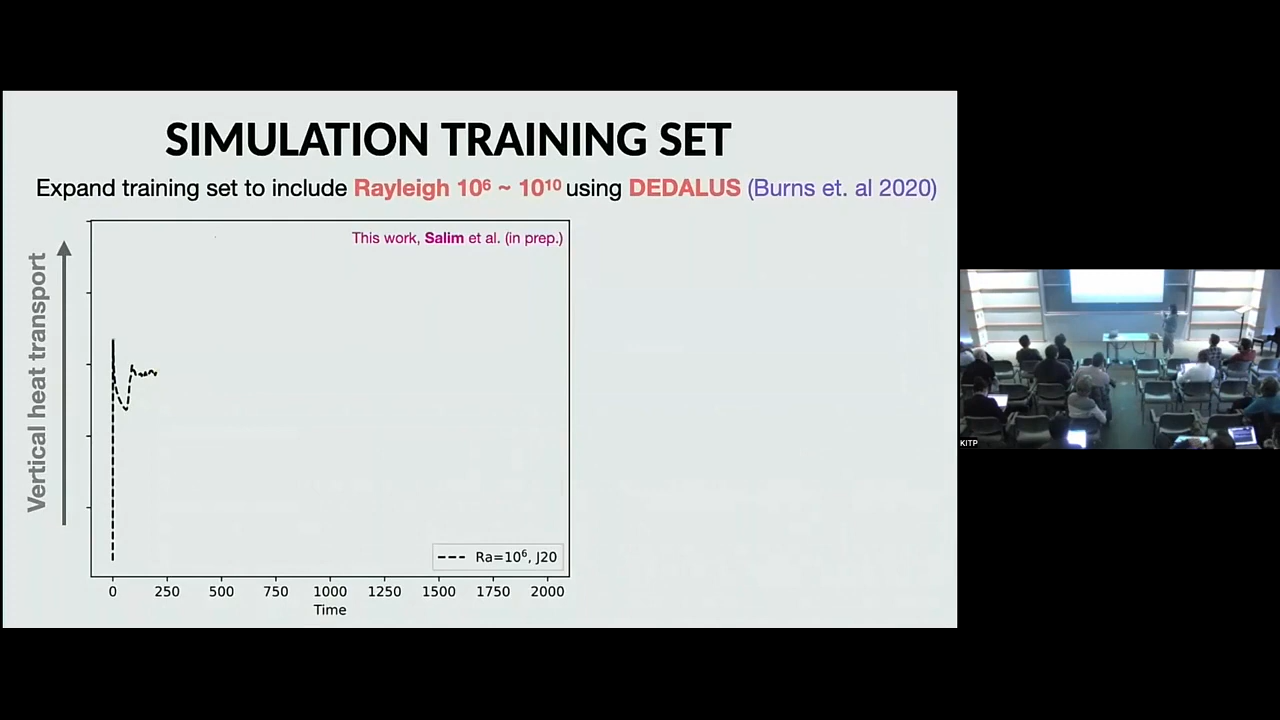 SIMULATION TRAINING SET
Expand training set to include Rayleigh 10⁶ ~ 10¹⁰ using DEDALUS (Burns et. al 2020)
This work, Salim et al. (in prep.)
Vertical heat transport
Ra=10⁶, J20
0 250 500 750 1000 1250 1500 1750 2000
Time
KITP